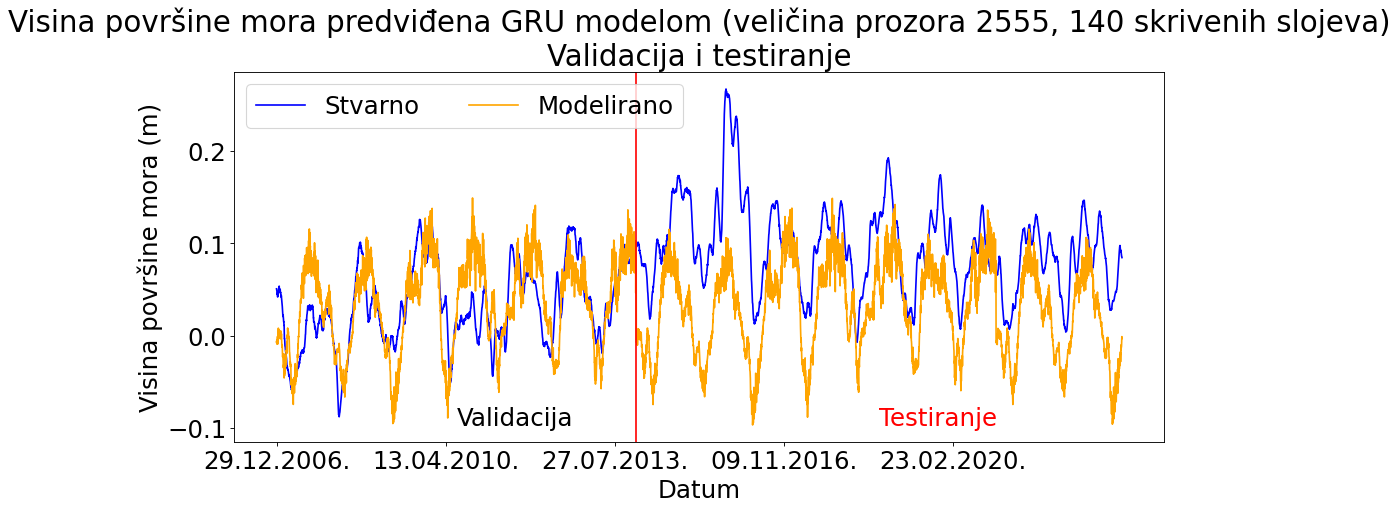 Visina površine mora predviđena GRU modelom (veličina prozora 2555, 140 skrivenih slojeva)
Validacija i testiranje
Stvarno
Modelirano
Visina površine mora (m)
0.2
0.1
0.0
−0.1
Validacija
Testiranje
29.12.2006.
13.04.2010.
27.07.2013.
09.11.2016.
23.02.2020.
Datum